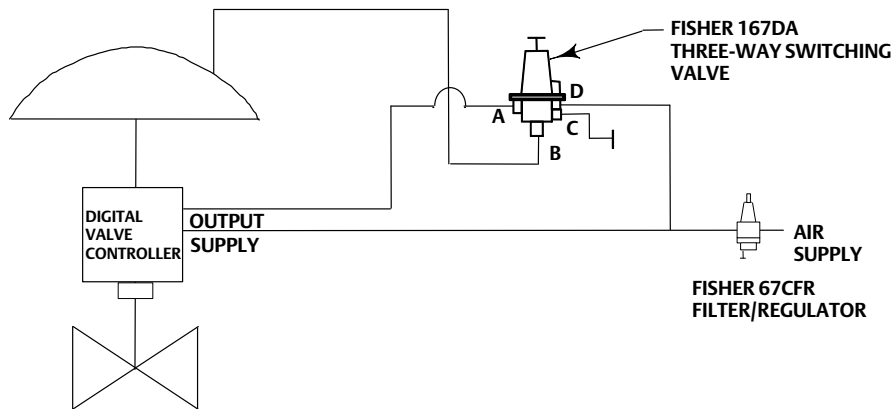 FISHER 167DA
THREE-WAY SWITCHING
VALVE
D
A
C
B
DIGITAL
VALVE
CONTROLLER
OUTPUT
SUPPLY
AIR
SUPPLY
FISHER 67CFR
FILTER/REGULATOR